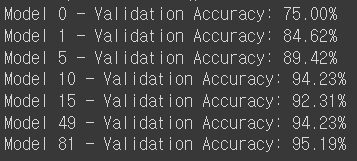 Model 0 - Validation Accuracy: 75.00%
Model 1 - Validation Accuracy: 84.62%
Model 5 - Validation Accuracy: 89.42%
Model 10 - Validation Accuracy: 94.23%
Model 15 - Validation Accuracy: 92.31%
Model 49 - Validation Accuracy: 94.23%
Model 81 - Validation Accuracy: 95.19%